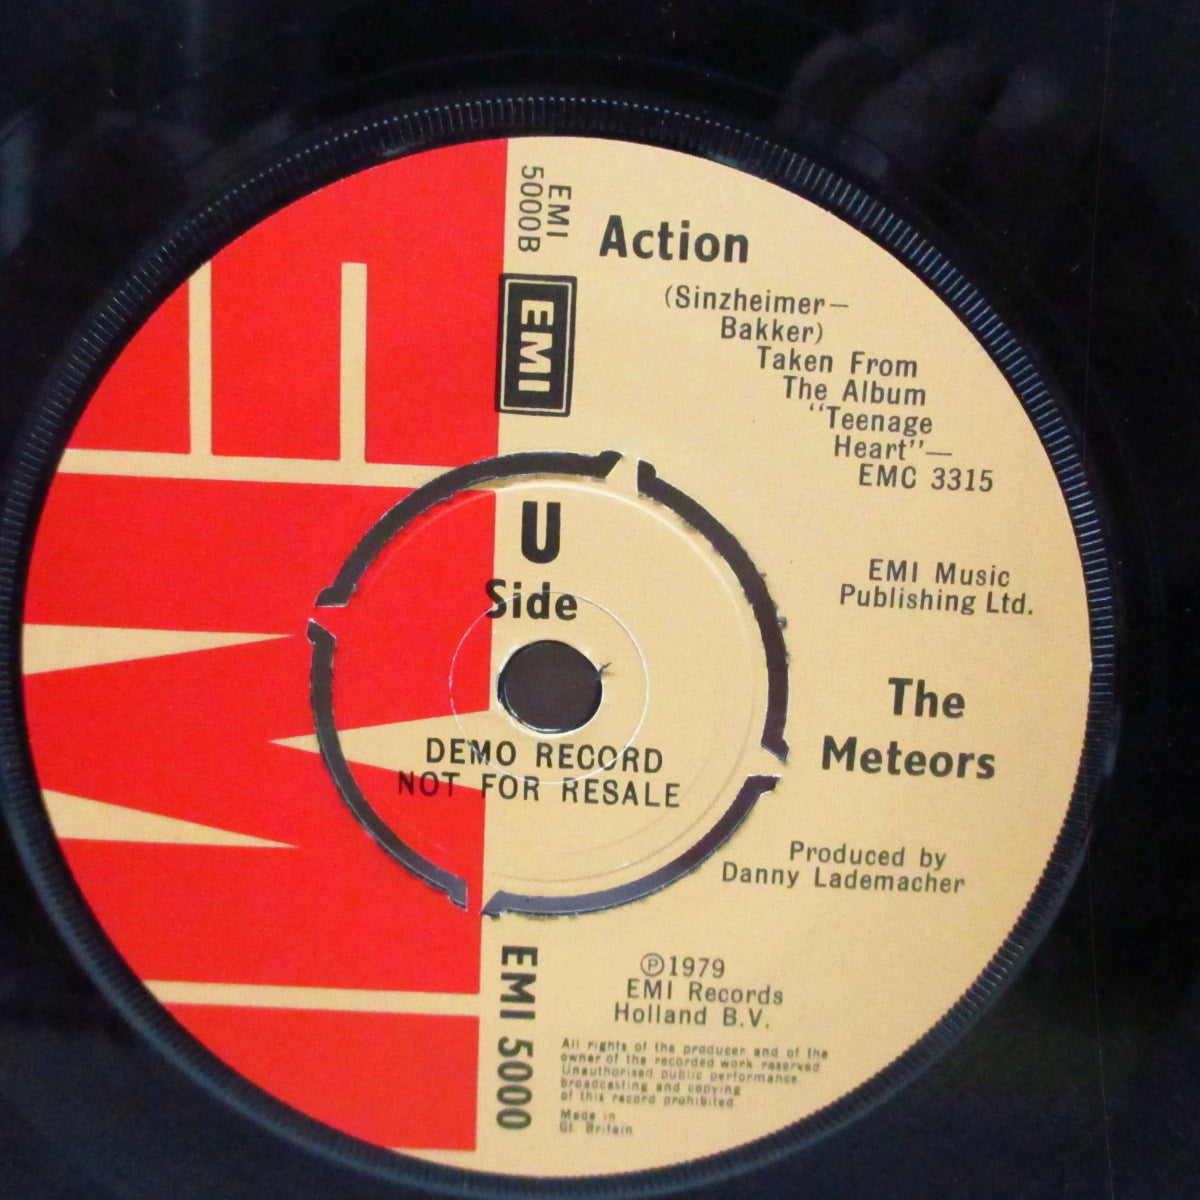 EMI
5000B
EMI
Action
(Sinzheimer—
Bakker)
Taken From
The Album
"Teenage
Heart"—
EMC 3315
U
Side
EMI Music
Publishing Ltd.
The
Meteors
DEMO RECORD
NOT FOR RESALE
Produced by
Danny Lademacher
EMI 5000
℗1979
EMI Records
Holland B.V.
All rights of the producer and of the
owner of the recorded work reserved
Unauthorised public performance,
broadcasting and copying
of this record prohibited
Made in
Gt. Britain